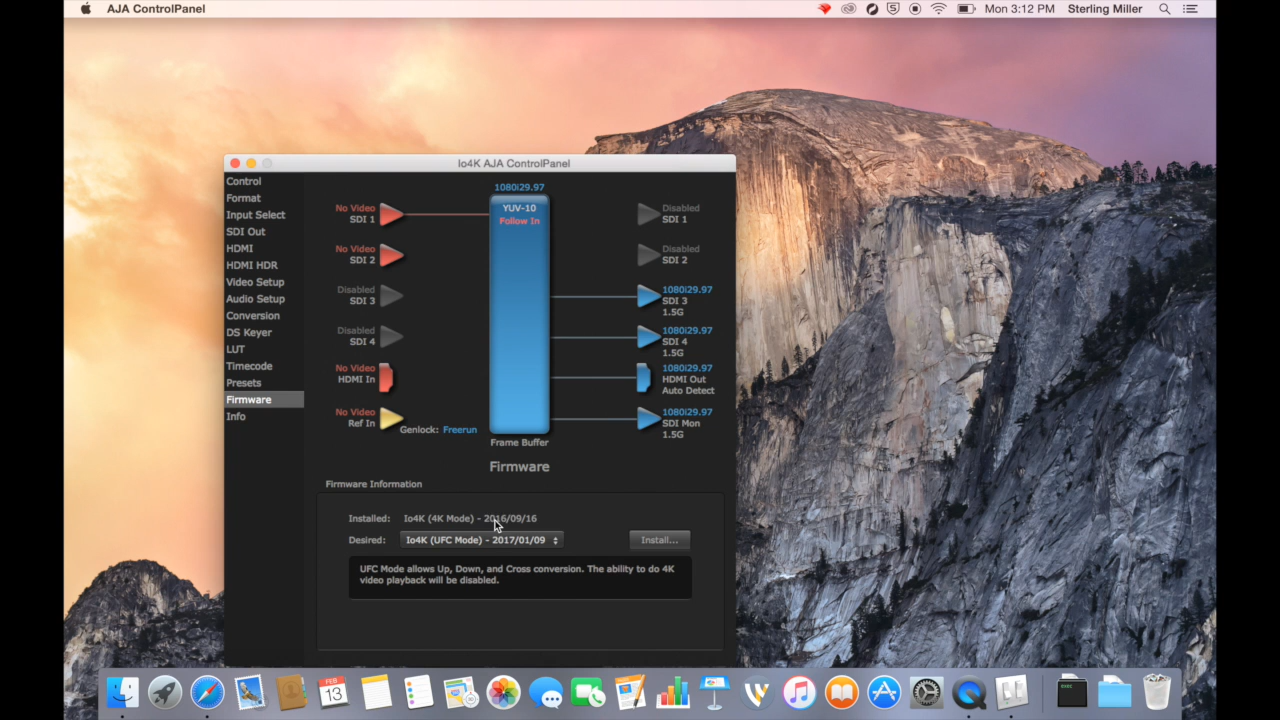 AJA ControlPanel
5
Mon 3:12 PM
Sterling Miller
Io4K AJA ControlPanel
Control
Format
Input Select
SDI Out
HDMI
HDMI HDR
Video Setup
Audio Setup
Conversion
DS Keyer
LUT
Timecode
Presets
Firmware
Info
1080i29.97
YUV-10
Follow In
No Video
SDI 1
No Video
SDI 2
Disabled
SDI 3
Disabled
SDI 4
No Video
HDMI In
No Video
Ref In
Genlock: Freerun
Frame Buffer
Disabled
SDI 1
Disabled
SDI 2
1080i29.97
SDI 3
1.5G
1080i29.97
SDI 4
1.5G
1080i29.97
HDMI Out
Auto Detect
1080i29.97
SDI Mon
1.5G
Firmware
Firmware Information
Installed: Io4K (4K Mode) - 2016/09/16
Desired: Io4K (UFC Mode) - 2017/01/09
Install...
UFC Mode allows Up, Down, and Cross conversion. The ability to do 4K
video playback will be disabled.
FEB
13